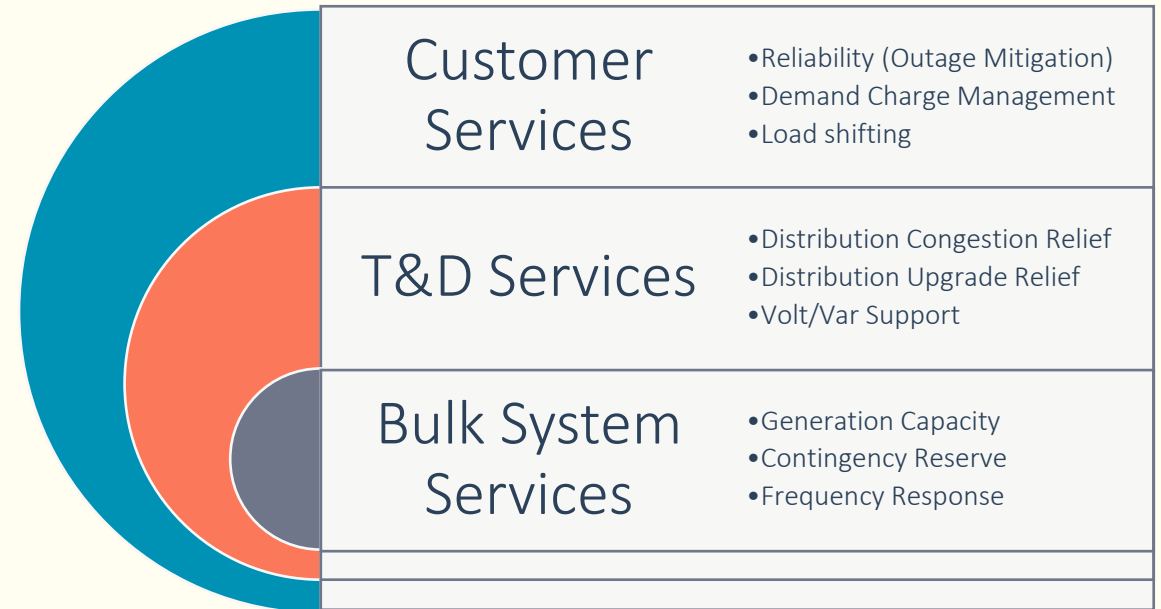 Customer
Services
•Reliability (Outage Mitigation)
•Demand Charge Management
•Load shifting
T&D Services
•Distribution Congestion Relief
•Distribution Upgrade Relief
•Volt/Var Support
Bulk System
Services
•Generation Capacity
•Contingency Reserve
•Frequency Response